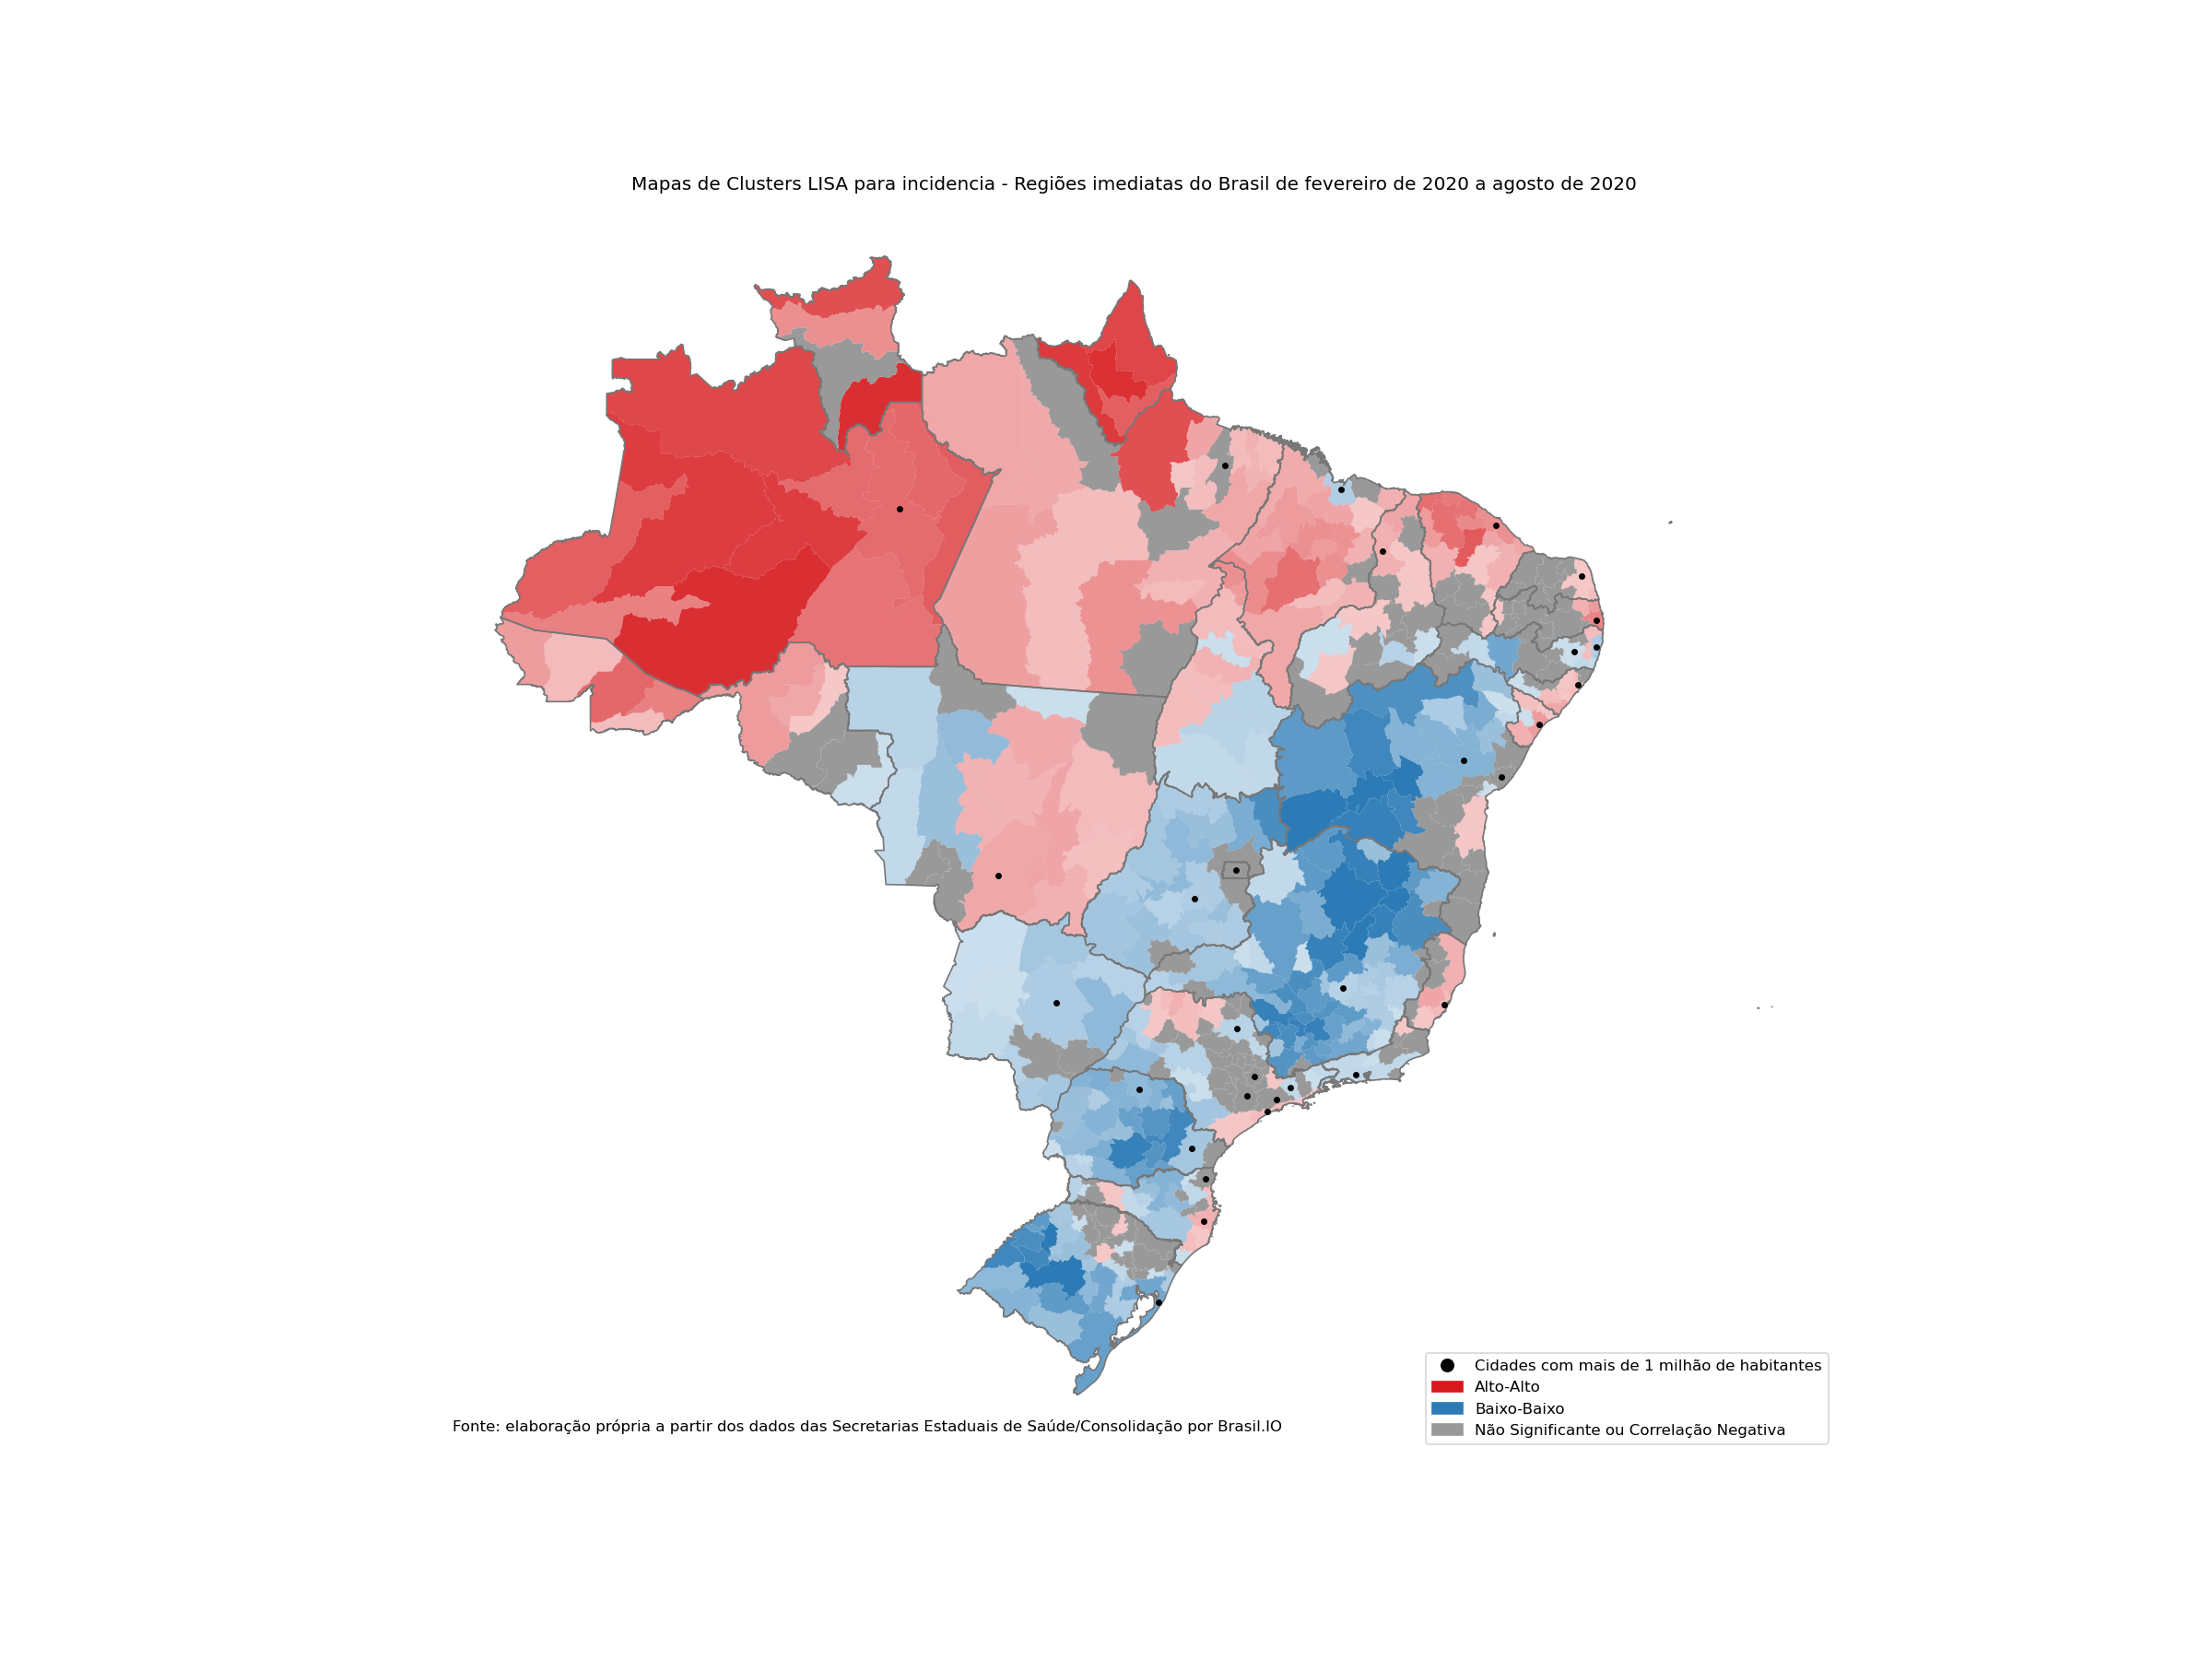 Mapas de Clusters LISA para incidencia - Regiões imediatas do Brasil de fevereiro de 2020 a agosto de 2020
Cidades com mais de 1 milhão de habitantes
Alto-Alto
Baixo-Baixo
Não Significante ou Correlação Negativa
Fonte: elaboração própria a partir dos dados das Secretarias Estaduais de Saúde/Consolidação por Brasil.IO